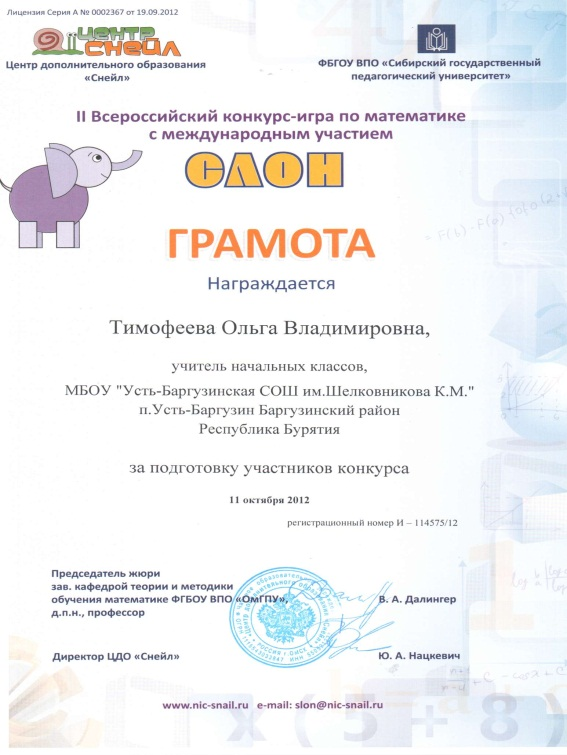 Лицензия Серия А № 0002367 от 19.09.2012
ЦЕНТР
СНЕЙЛ
Центр дополнительного образования
«Снейл»
ФБГОУ ВПО «Сибирский государственный
педагогический университет»
II Всероссийский конкурс-игра по математике
с международным участием
СЛОН
ГРАМОТА
Награждается
Тимофеева Ольга Владимировна,
учитель начальных классов,
МБОУ "Усть-Баргузинская СОШ им.Шелковникова К.М."
п.Усть-Баргузин Баргузинский район
Республика Бурятия
за подготовку участников конкурса
11 октября 2012
регистрационный номер И – 114575/12
Председатель жюри
зав. кафедрой теории и методики
обучения математике ФГБОУ ВПО «ОмГПУ»,
д.п.н., профессор
В. А. Далингер
Директор ЦДО «Снейл»
Ю. А. Нацкевич
www.nic-snail.ru e-mail: slon@nic-snail.ru
x(5+8)